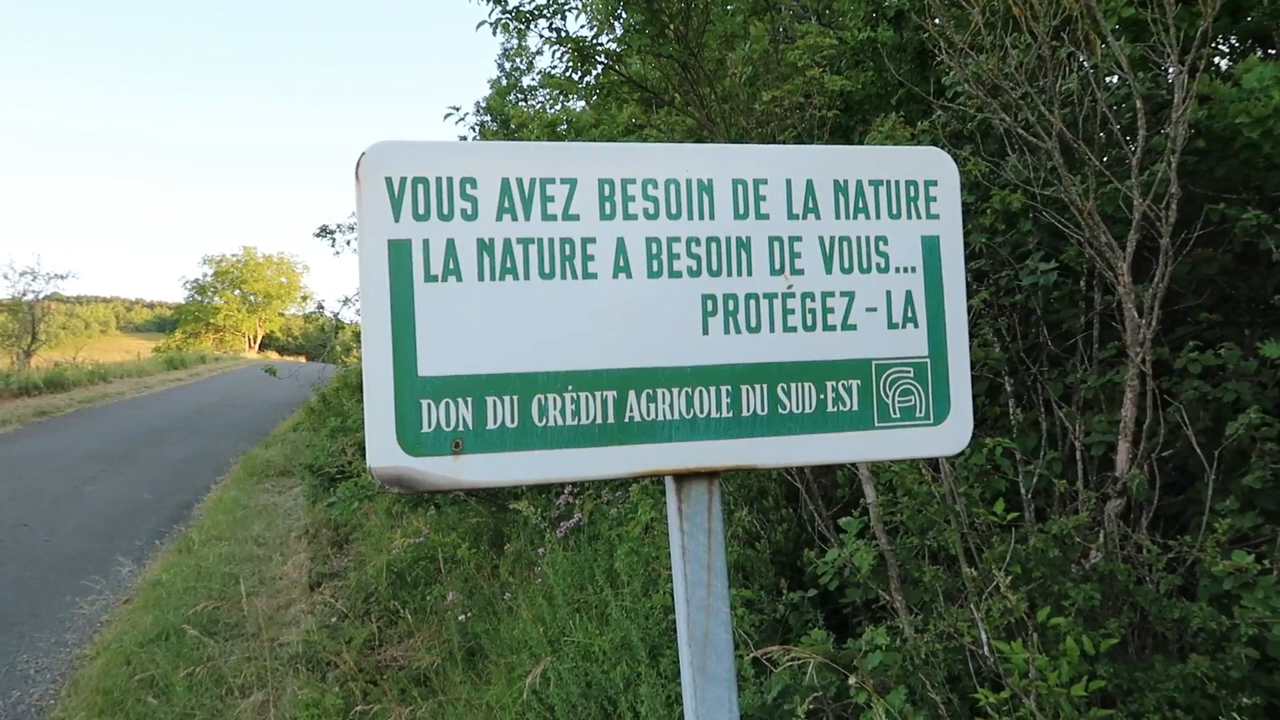 VOUS AVEZ BESOIN DE LA NATURE
LA NATURE A BESOIN DE VOUS...
PROTÉGEZ-LA
DON DU CRÉDIT AGRICOLE DU SUD-EST